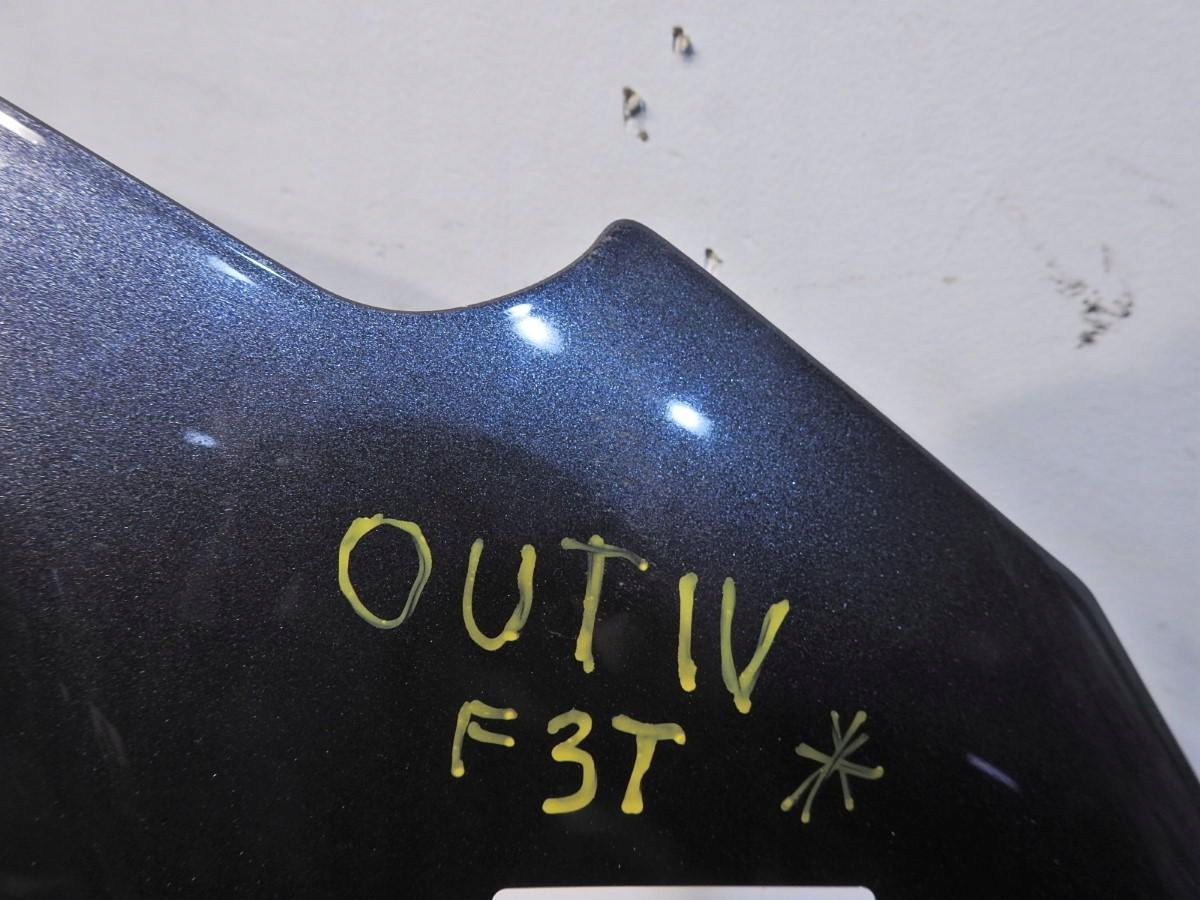 OUT IV
F3T *